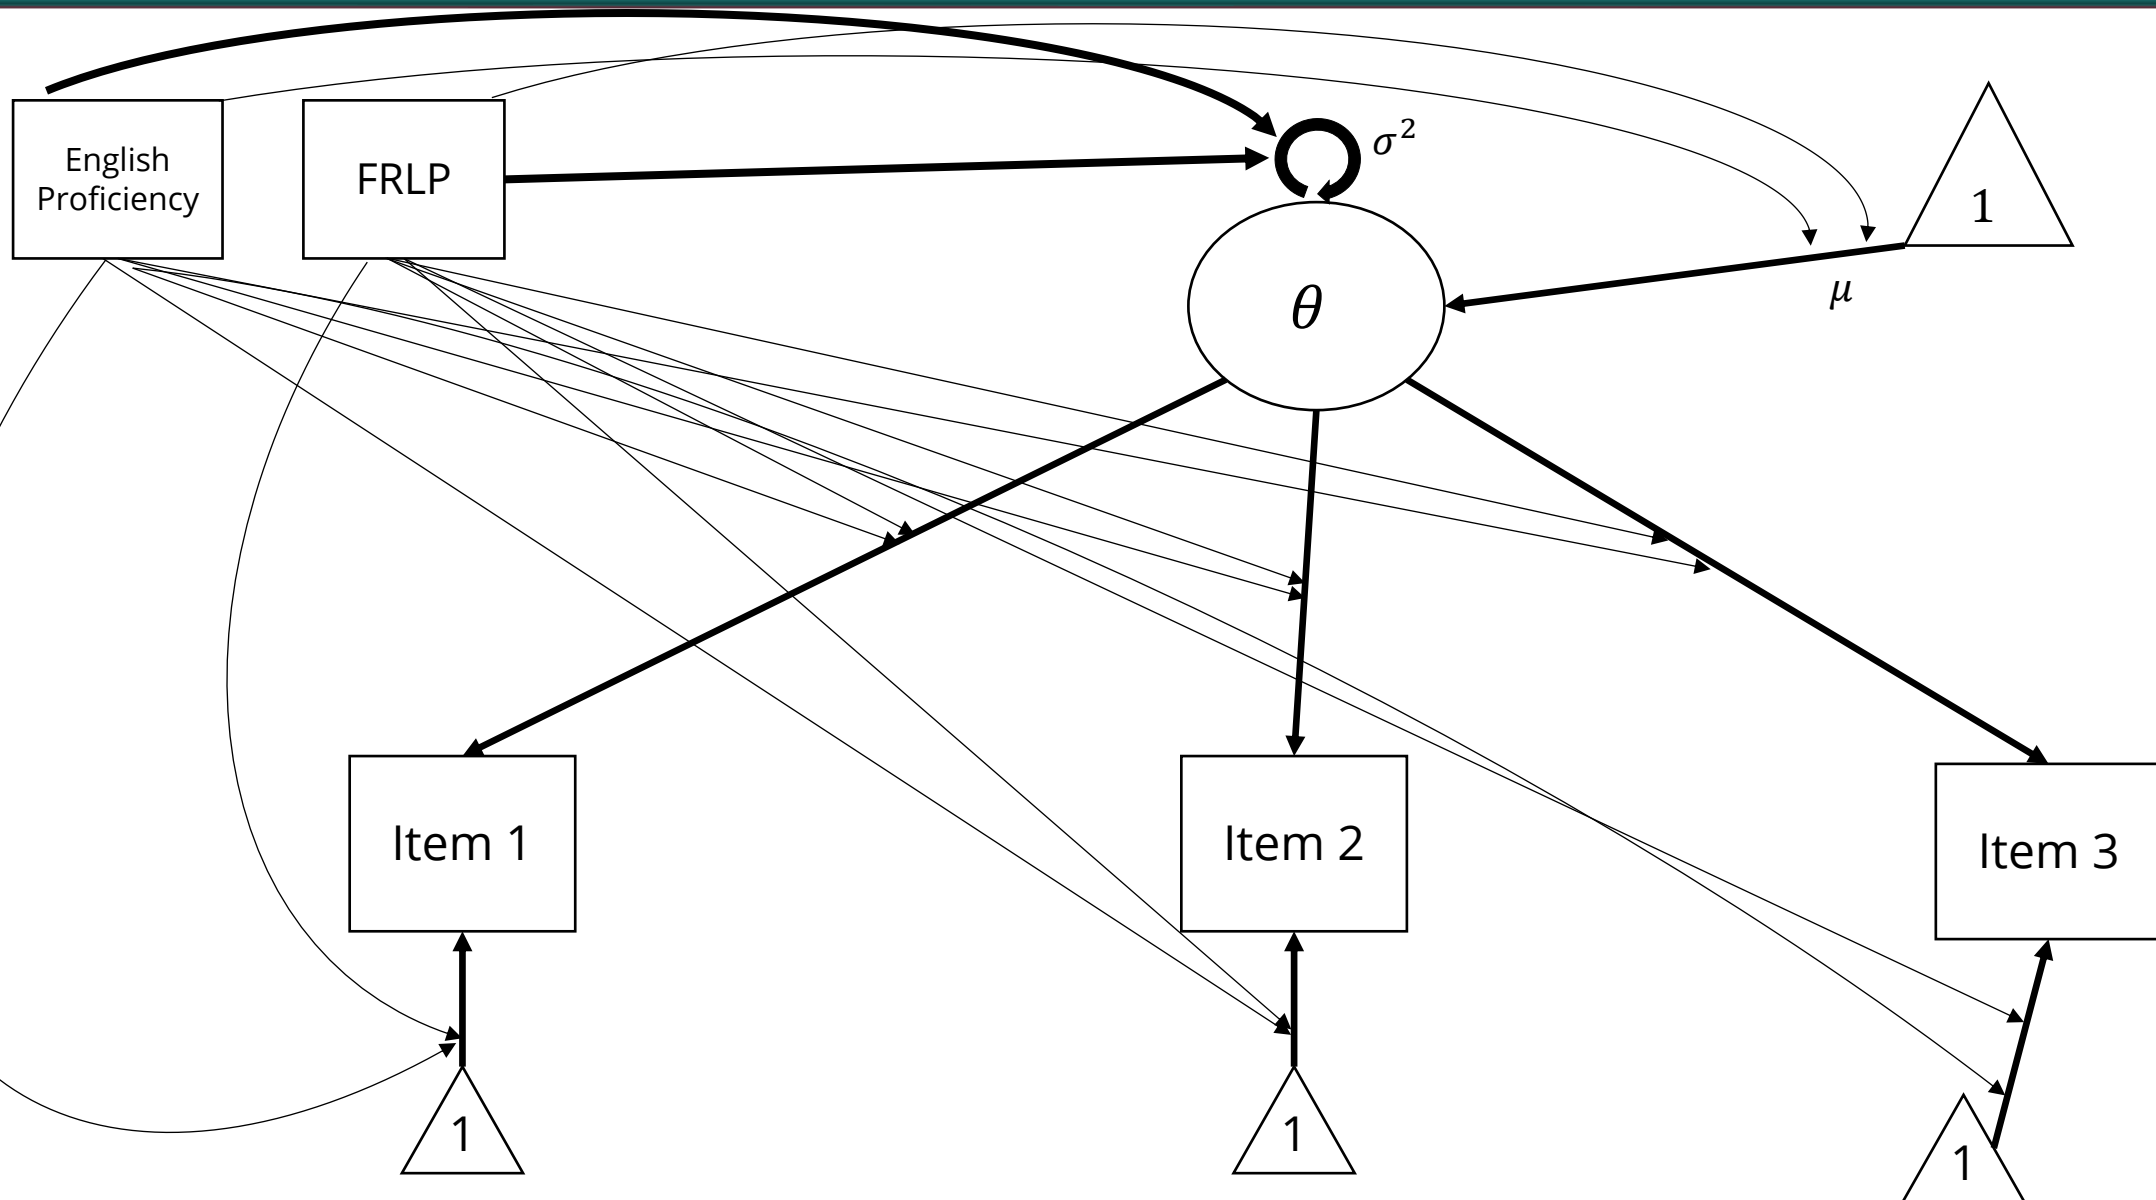 English
Proficiency
FRLP
σ²
1
θ
μ
Item 1
Item 2
Item 3
1
1
1